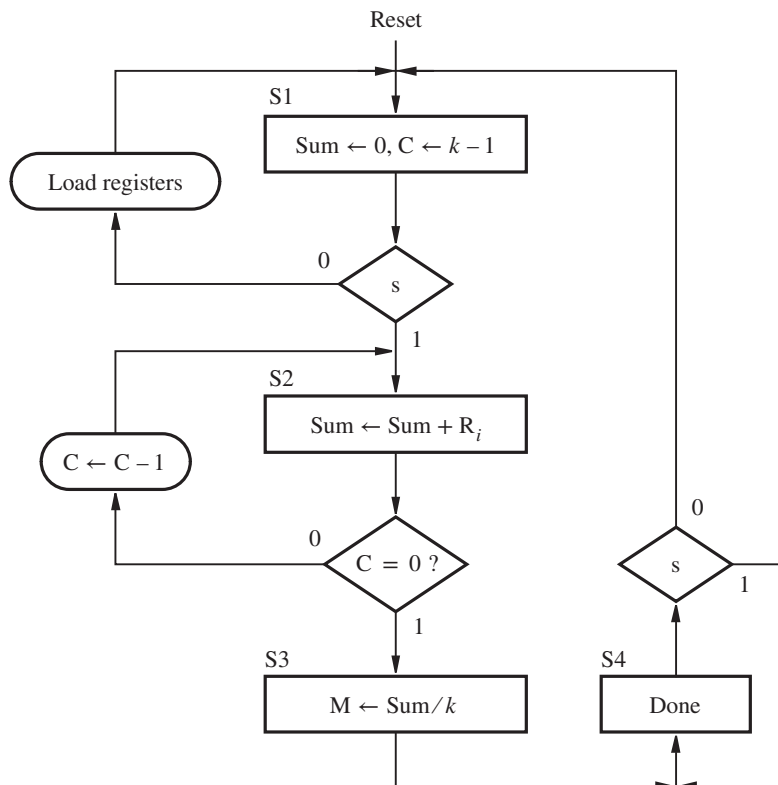 Reset
S1
Sum ← 0, C ← k – 1
Load registers
0
s
1
S2
Sum ← Sum + R_i
C ← C – 1
0
C = 0 ?
1
S3
M ← Sum/k
0
s
1
S4
Done